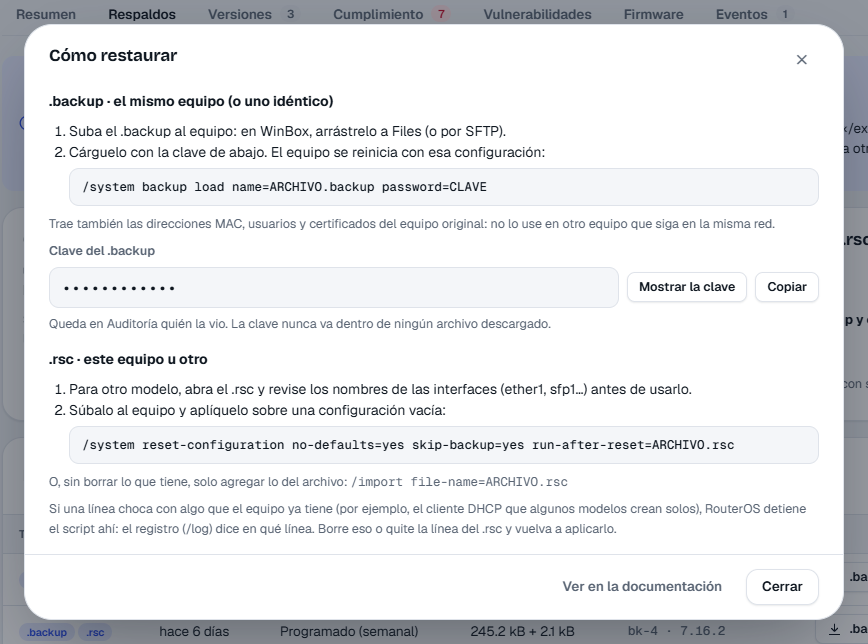 Resumen Respaldos Versiones 3 Cumplimiento 7 Vulnerabilidades Firmware Eventos 1
Cómo restaurar
.backup · el mismo equipo (o uno idéntico)
1. Suba el .backup al equipo: en WinBox, arrástrelo a Files (o por SFTP).
2. Cárguelo con la clave de abajo. El equipo se reinicia con esa configuración:
/system backup load name=ARCHIVO.backup password=CLAVE
Trae también las direcciones MAC, usuarios y certificados del equipo original: no lo use en otro equipo que siga en la misma red.
Clave del .backup
••••••••••••
Mostrar la clave
Copiar
Queda en Auditoría quién la vio. La clave nunca va dentro de ningún archivo descargado.
.rsc · este equipo u otro
1. Para otro modelo, abra el .rsc y revise los nombres de las interfaces (ether1, sfp1…) antes de usarlo.
2. Súbalo al equipo y aplíquelo sobre una configuración vacía:
/system reset-configuration no-defaults=yes skip-backup=yes run-after-reset=ARCHIVO.rsc
O, sin borrar lo que tiene, solo agregar lo del archivo: /import file-name=ARCHIVO.rsc
Si una línea choca con algo que el equipo ya tiene (por ejemplo, el cliente DHCP que algunos modelos crean solos), RouterOS detiene
el script ahí: el registro (/log) dice en qué línea. Borre eso o quite la línea del .rsc y vuelva a aplicarlo.
Ver en la documentación
Cerrar
.backup .rsc hace 6 días Programado (semanal) 245.2 kB + 2.1 kB bk-4 · 7.16.2 .ba